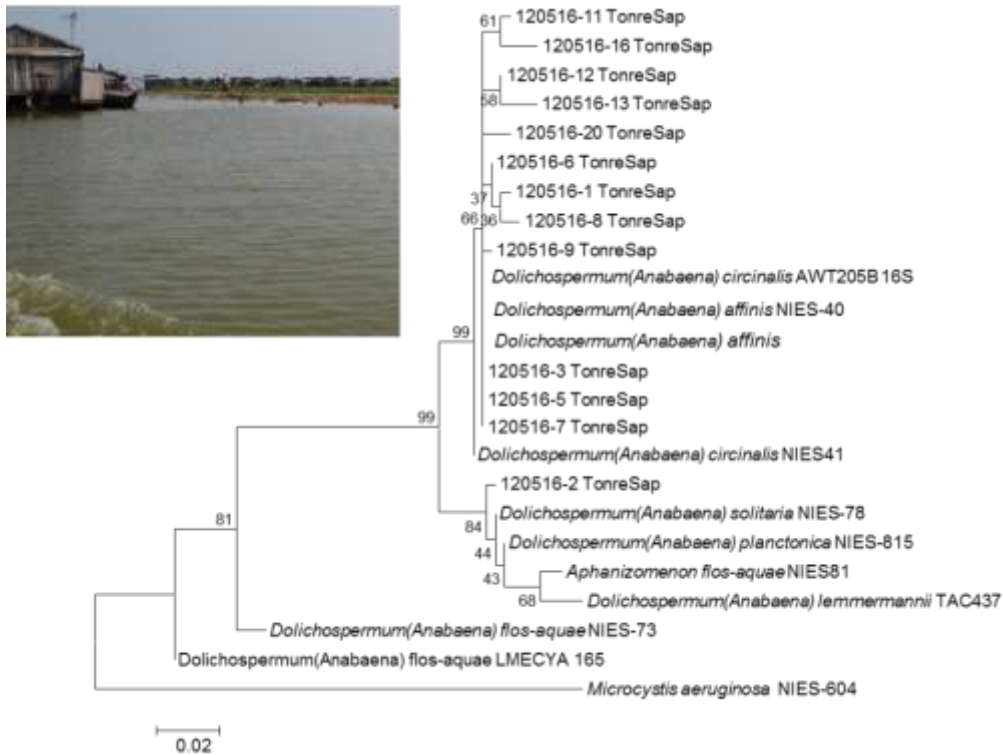 61
120516-11 TonreSap
120516-16 TonreSap
120516-12 TonreSap
58
120516-13 TonreSap
120516-20 TonreSap
120516-6 TonreSap
37
120516-1 TonreSap
66
36
120516-8 TonreSap
120516-9 TonreSap
Dolichospermum(Anabaena) circinalis AWT205B 16S
Dolichospermum(Anabaena) affinis NIES-40
99
Dolichospermum(Anabaena) affinis
120516-3 TonreSap
120516-5 TonreSap
99
120516-7 TonreSap
Dolichospermum(Anabaena) circinalis NIES41
120516-2 TonreSap
81
84
Dolichospermum(Anabaena) solitaria NIES-78
44
Dolichospermum(Anabaena) planctonica NIES-815
43
Aphanizomenon flos-aquae NIES81
68
Dolichospermum(Anabaena) lemmermannii TAC437
Dolichospermum(Anabaena) flos-aquae NIES-73
Dolichospermum(Anabaena) flos-aquae LMECYA 165
Microcystis aeruginosa NIES-604
0.02